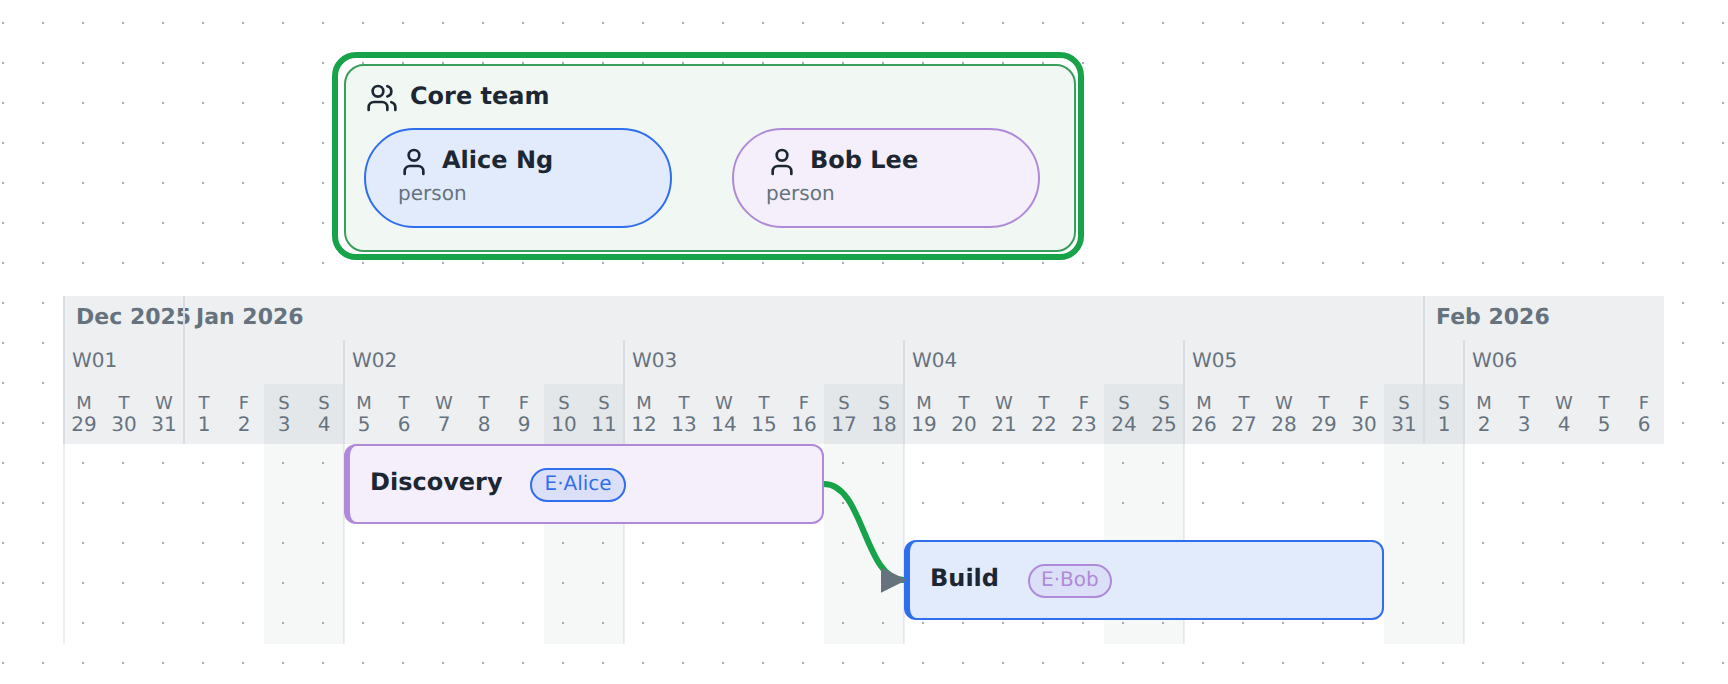 Core team
Alice Ng
person
Bob Lee
person
Dec 2025 Jan 2026 Feb 2026
W01 W02 W03 W04 W05 W06
M T W T F S S M T W T F S S M T W T F S S M T W T F S S M T W T F S S M T W T F
29 30 31 1 2 3 4 5 6 7 8 9 10 11 12 13 14 15 16 17 18 19 20 21 22 23 24 25 26 27 28 29 30 31 1 2 3 4 5 6
Discovery E·Alice
Build E·Bob